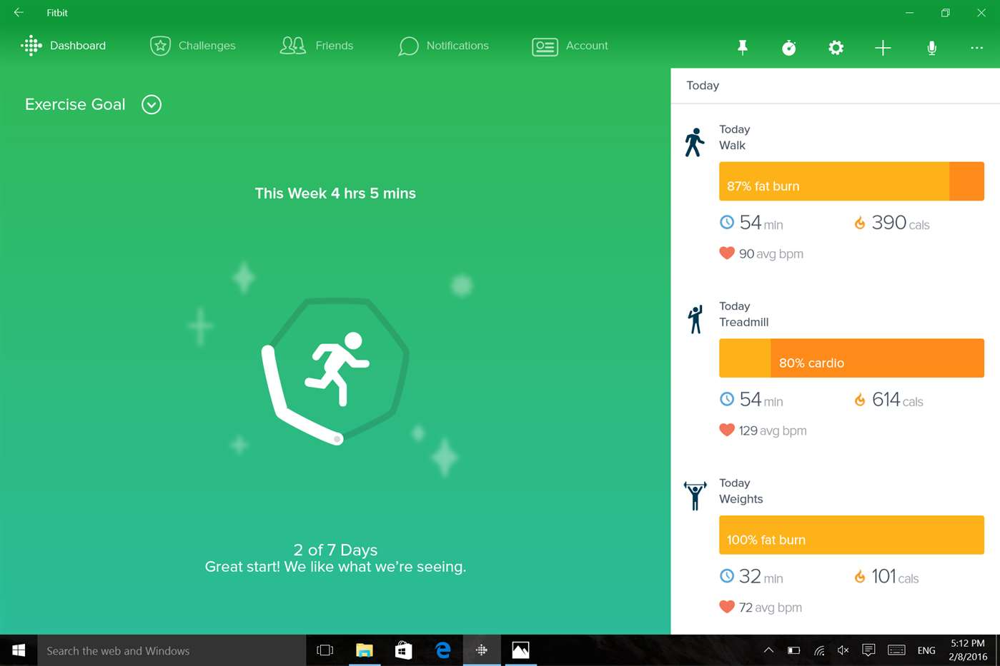 Fitbit
Dashboard
Challenges
Friends
Notifications
Account
Exercise Goal
This Week 4 hrs 5 mins
2 of 7 Days
Great start! We like what we're seeing.
Today
Today
Walk
87% fat burn
54 min
390 cals
90 avg bpm
Today
Treadmill
80% cardio
54 min
614 cals
129 avg bpm
Today
Weights
100% fat burn
32 min
101 cals
72 avg bpm
Search the web and Windows
ENG
5:12 PM
2/8/2016